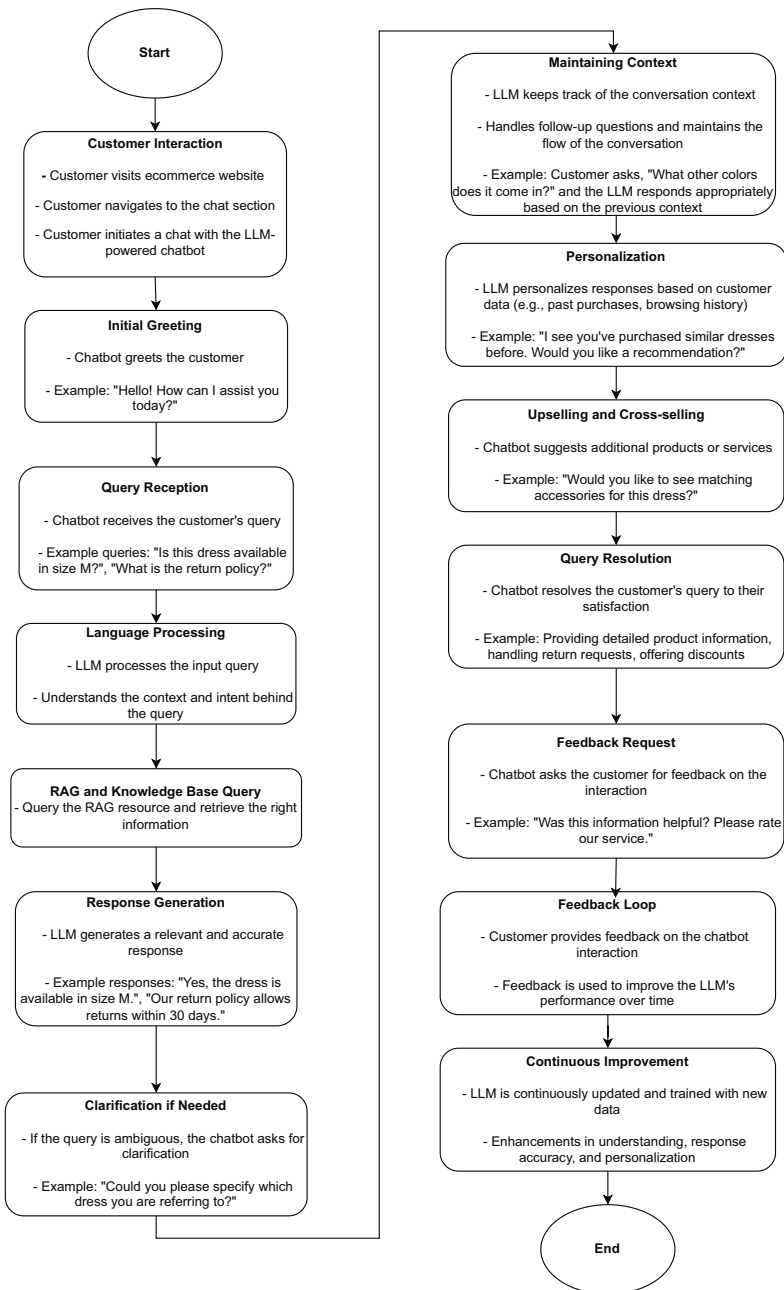 Start
Customer Interaction
- Customer visits ecommerce website
- Customer navigates to the chat section
- Customer initiates a chat with the LLM-
powered chatbot
Initial Greeting
- Chatbot greets the customer
- Example: "Hello! How can I assist you
today?"
Query Reception
- Chatbot receives the customer's query
- Example queries: "Is this dress available
in size M?", "What is the return policy?"
Language Processing
- LLM processes the input query
- Understands the context and intent behind
the query
RAG and Knowledge Base Query
- Query the RAG resource and retrieve the right
information
Response Generation
- LLM generates a relevant and accurate
response
- Example responses: "Yes, the dress is
available in size M.", "Our return policy allows
returns within 30 days."
Clarification if Needed
- If the query is ambiguous, the chatbot asks for
clarification
- Example: "Could you please specify which
dress you are referring to?"
Maintaining Context
- LLM keeps track of the conversation context
- Handles follow-up questions and maintains the
flow of the conversation
- Example: Customer asks, "What other colors
does it come in?" and the LLM responds appropriately
based on the previous context
Personalization
- LLM personalizes responses based on customer
data (e.g., past purchases, browsing history)
- Example: "I see you've purchased similar dresses
before. Would you like a recommendation?"
Upselling and Cross-selling
- Chatbot suggests additional products or services
- Example: "Would you like to see matching
accessories for this dress?"
Query Resolution
- Chatbot resolves the customer's query to their
satisfaction
- Example: Providing detailed product information,
handling return requests, offering discounts
Feedback Request
- Chatbot asks the customer for feedback on the
interaction
- Example: "Was this information helpful? Please rate
our service."
Feedback Loop
- Customer provides feedback on the chatbot
interaction
- Feedback is used to improve the LLM's
performance over time
Continuous Improvement
- LLM is continuously updated and trained with new
data
- Enhancements in understanding, response
accuracy, and personalization
End